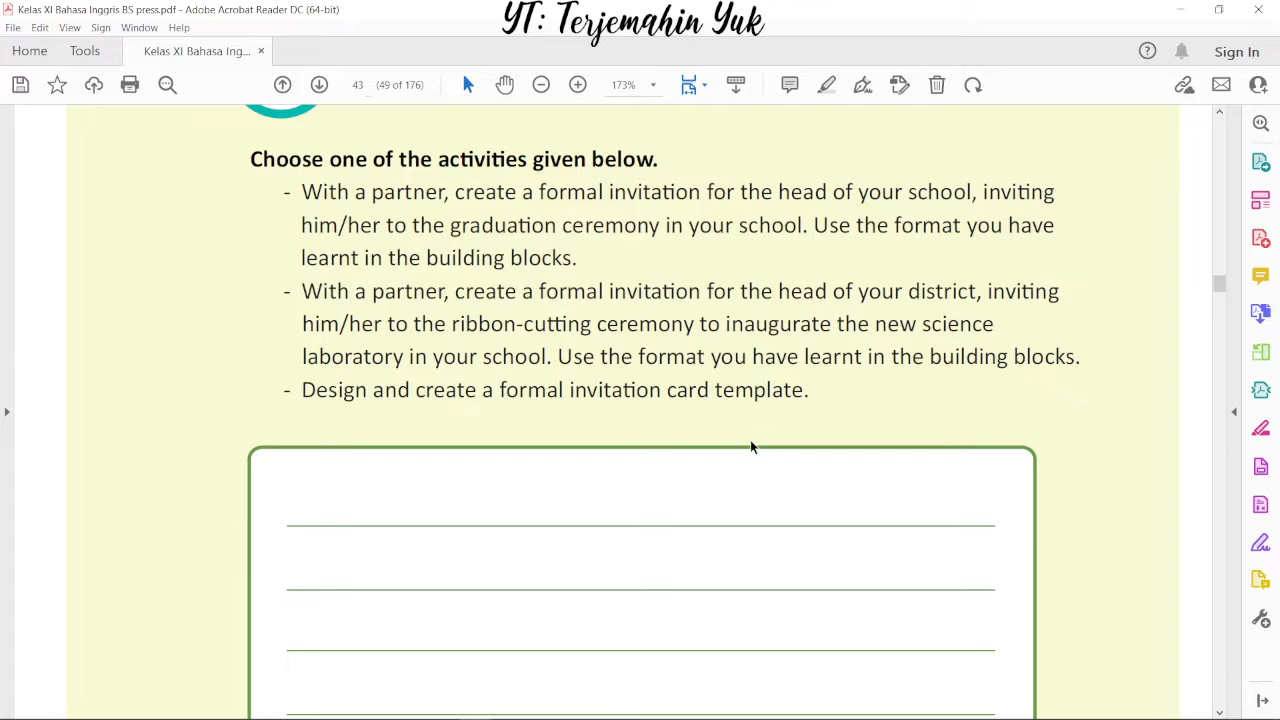 Kelas XI Bahasa Inggris BS press.pdf - Adobe Acrobat Reader DC (64-bit)
YT: Terjemahin Yuk
File Edit View Sign Window Help
Home Tools Kelas XI Bahasa Ing... × Sign In
43 (49 of 176) 173%
Choose one of the activities given below.
- With a partner, create a formal invitation for the head of your school, inviting
him/her to the graduation ceremony in your school. Use the format you have
learnt in the building blocks.
- With a partner, create a formal invitation for the head of your district, inviting
him/her to the ribbon-cutting ceremony to inaugurate the new science
laboratory in your school. Use the format you have learnt in the building blocks.
- Design and create a formal invitation card template.